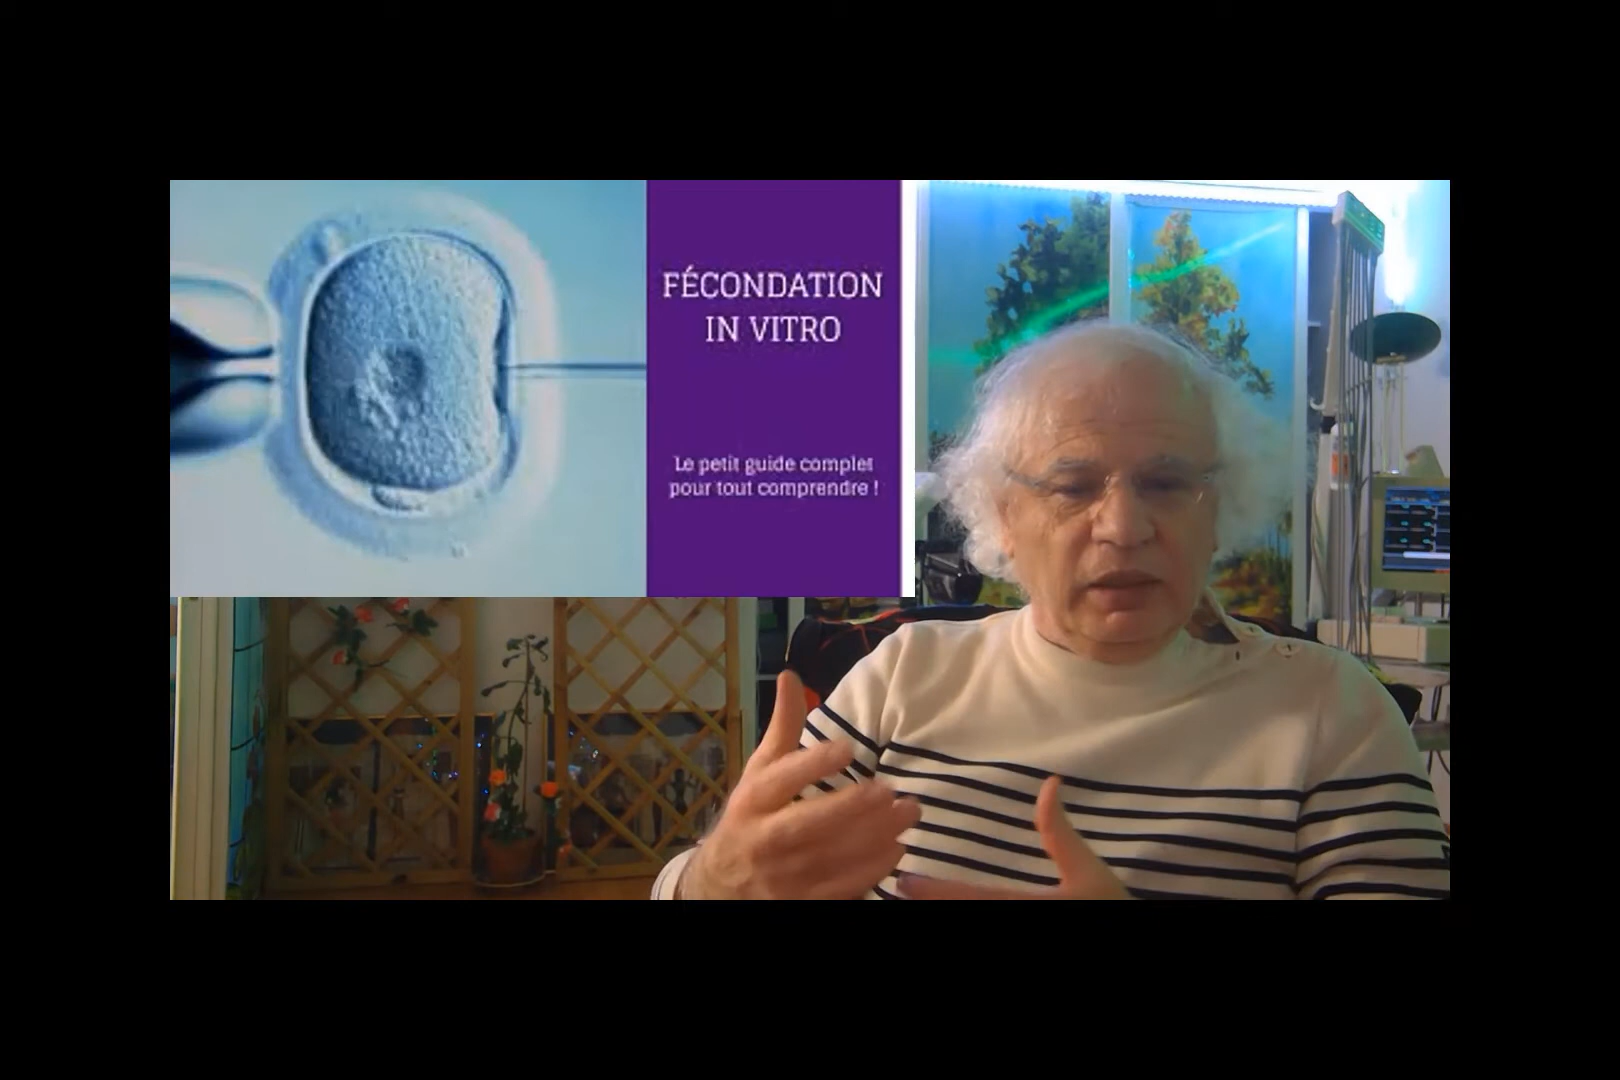 FÉCONDATION
IN VITRO
Le petit guide complet
pour tout comprendre !